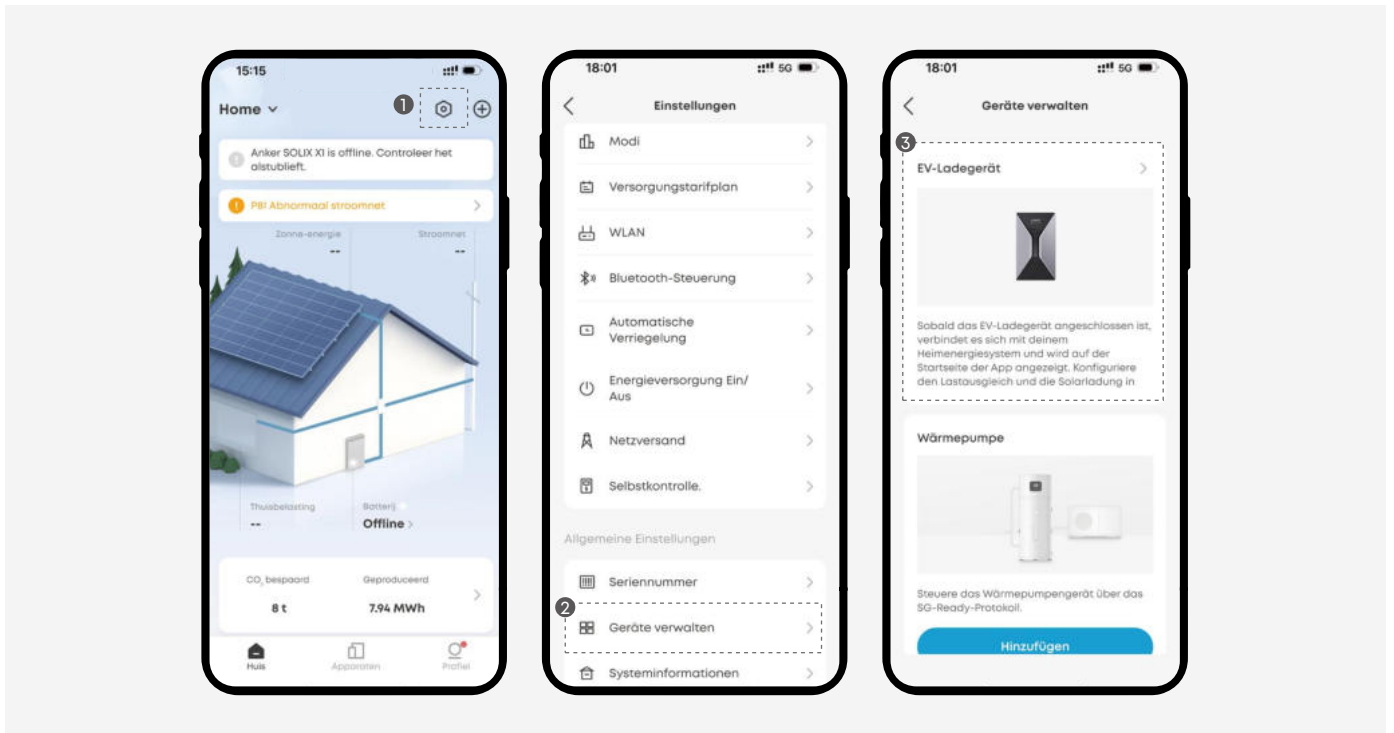 15:15
Home
1
Anker SOLIX X1 is offline. Controleer het
alstublieft.
P81 Abnormaal stroomnet
Zonne-energie
Stroomnet
--
--
Thuisbelasting
Batterij
--
Offline
CO₂ bespaard
Geproduceerd
8 t
7.94 MWh
Huis
Apparaten
Profiel
18:01
5G
Einstellungen
Modi
Versorgungstarifplan
WLAN
Bluetooth-Steuerung
Automatische
Verriegelung
Energieversorgung Ein/
Aus
Netzversand
Selbstkontrolle.
Allgemeine Einstellungen
Seriennummer
2
Geräte verwalten
Systeminformationen
18:01
5G
Geräte verwalten
3
EV-Ladegerät
Sobald das EV-Ladegerät angeschlossen ist,
verbindet es sich mit deinem
Heimenergiesystem und wird auf der
Startseite der App angezeigt. Konfiguriere
den Lastausgleich und die Solarladung in
Wärmepumpe
Steuere das Wärmepumpengerät über das
SG-Ready-Protokoll.
Hinzufügen